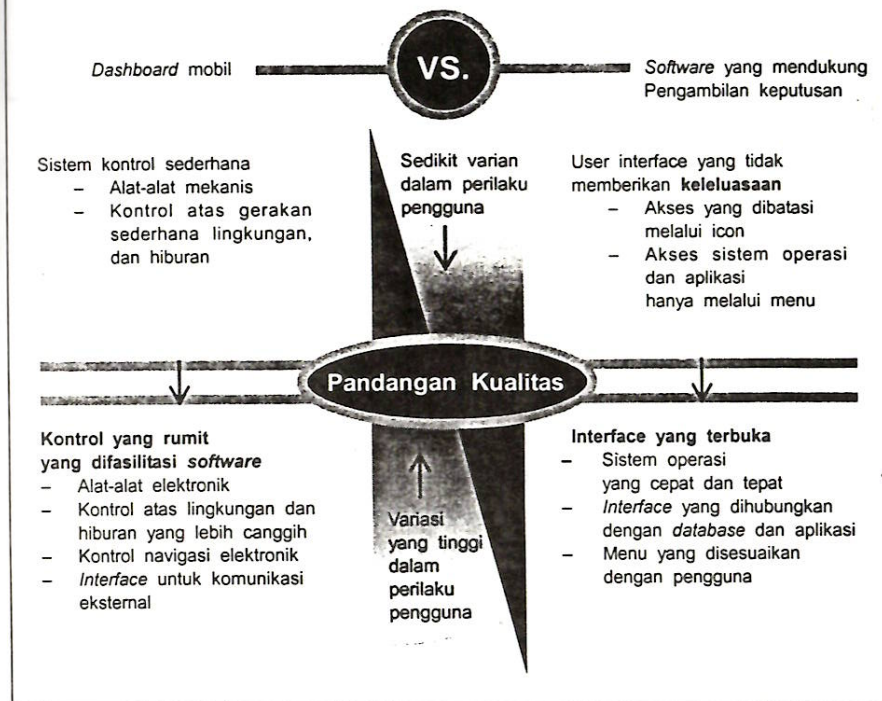 Dashboard mobil
VS.
Software yang mendukung
Pengambilan keputusan
Sistem kontrol sederhana
– Alat-alat mekanis
– Kontrol atas gerakan
sederhana lingkungan,
dan hiburan
Sedikit varian
dalam perilaku
pengguna
User interface yang tidak
memberikan keleluasaan
– Akses yang dibatasi
melalui icon
– Akses sistem operasi
dan aplikasi
hanya melalui menu
Pandangan Kualitas
Kontrol yang rumit
yang difasilitasi software
– Alat-alat elektronik
– Kontrol atas lingkungan dan
hiburan yang lebih canggih
– Kontrol navigasi elektronik
– Interface untuk komunikasi
eksternal
Variasi
yang tinggi
dalam
perilaku
pengguna
Interface yang terbuka
– Sistem operasi
yang cepat dan tepat
– Interface yang dihubungkan
dengan database dan aplikasi
– Menu yang disesuaikan
dengan pengguna